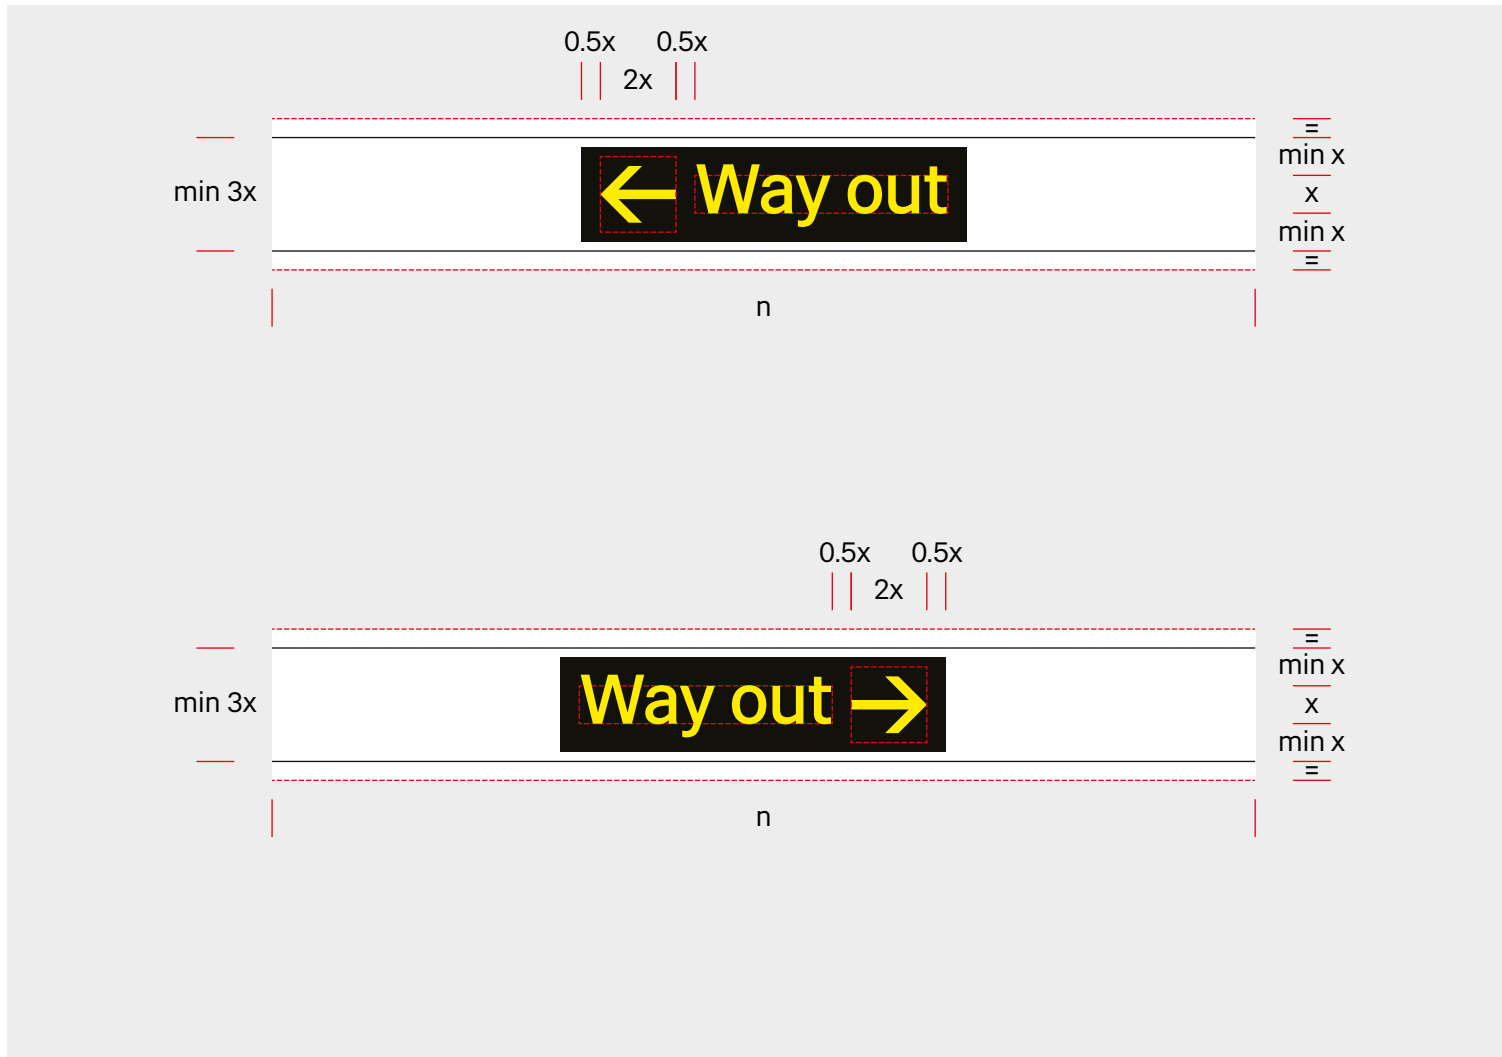 0.5x 0.5x
2x
=
min x
min 3x
← Way out
x
min x
=
n
0.5x 0.5x
2x
=
min x
min 3x
Way out →
x
min x
=
n